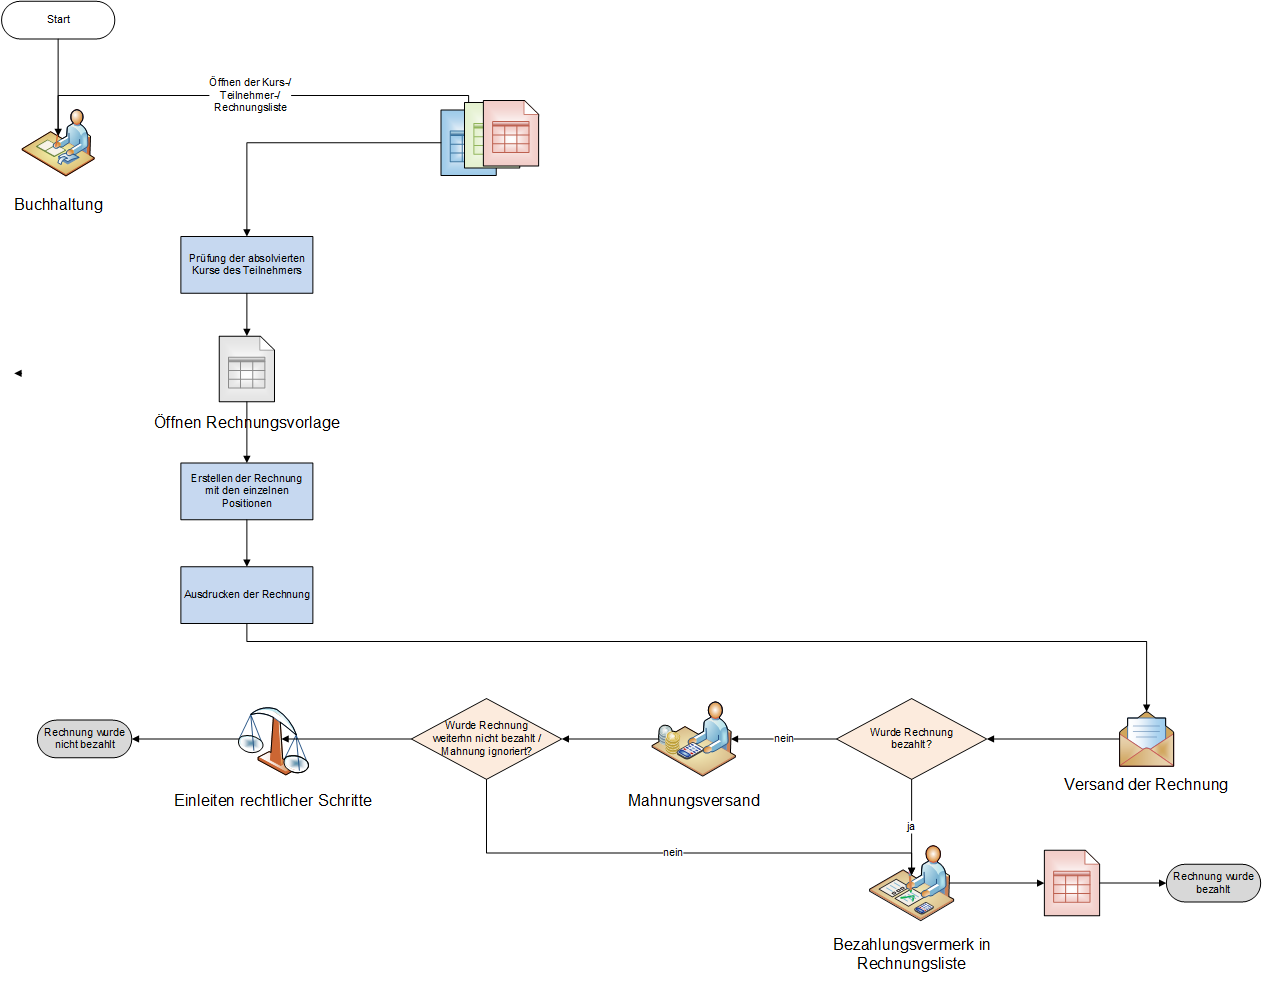 Start
Öffnen der Kurs-/
Teilnehmer-/
Rechnungsliste
Buchhaltung
Prüfung der absolvierten
Kurse des Teilnehmers
Öffnen Rechnungsvorlage
Erstellen der Rechnung
mit den einzelnen
Positionen
Ausdrucken der Rechnung
Rechnung wurde
nicht bezahlt
Einleiten rechtlicher Schritte
Wurde Rechnung
weiterhn nicht bezahlt /
Mahnung ignoriert?
Mahnungsversand
nein
Wurde Rechnung
bezahlt?
Versand der Rechnung
ja
nein
Bezahlungsvermerk in
Rechnungsliste
Rechnung wurde
bezahlt